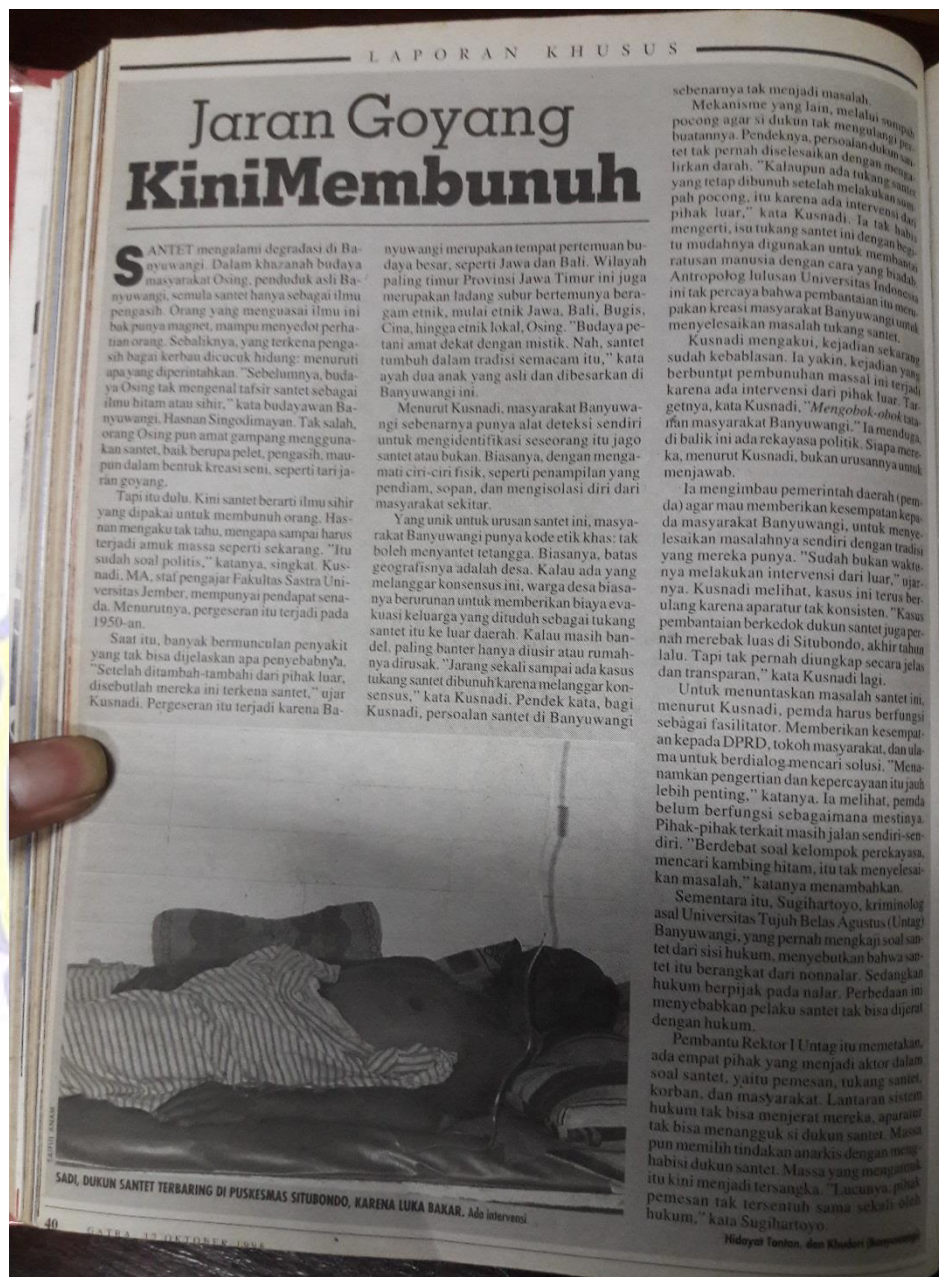 LAPORAN KHUSUS
Jaran Goyang
KiniMembunuh
SANTET mengalami degradasi di Ba-
nyuwangi. Dalam khazanah budaya
masyarakat Osing, penduduk asli Ba-
nyuwangi, semula santet hanya sebagai ilmu
pengasih. Orang yang menguasai ilmu ini
bak punya magnet, mampu menyedot perha-
tian orang. Sebaliknya, yang terkena penga-
sih bagai kerbau dicucuk hidung: menuruti
apa yang diperintahkan. "Sebelumnya, buda-
ya Osing tak mengenal tafsir santet sebagai
ilmu hitam atau sihir," kata budayawan Ba-
nyuwangi, Hasnan Singodimayan. Tak salah,
orang Osing pun amat gampang mengguna-
kan santet, baik berupa pelet, pengasih, mau-
pun dalam bentuk kreasi seni, seperti tari ja-
ran goyang.
Tapi itu dulu. Kini santet berarti ilmu sihir
yang dipakai untuk membunuh orang. Has-
nan mengaku tak tahu, mengapa sampai harus
terjadi amuk massa seperti sekarang. "Itu
sudah soal politis," katanya, singkat. Kus-
nadi, MA, staf pengajar Fakultas Sastra Uni-
versitas Jember, mempunyai pendapat sena-
da. Menurutnya, pergeseran itu terjadi pada
1950-an.
Saat itu, banyak bermunculan penyakit
yang tak bisa dijelaskan apa penyebabnya.
"Setelah ditambah-tambahi dari pihak luar,
disebutlah mereka ini terkena santet," ujar
Kusnadi. Pergeseran itu terjadi karena Ba-
nyuwangi merupakan tempat pertemuan bu-
daya besar, seperti Jawa dan Bali. Wilayah
paling timur Provinsi Jawa Timur ini juga
merupakan ladang subur bertemunya bera-
gam etnik, mulai etnik Jawa, Bali, Bugis,
Cina, hingga etnik lokal, Osing. "Budaya pe-
tani amat dekat dengan mistik. Nah, santet
tumbuh dalam tradisi semacam itu," kata
ayah dua anak yang asli dan dibesarkan di
Banyuwangi ini.
Menurut Kusnadi, masyarakat Banyuwa-
ngi sebenarnya punya alat deteksi sendiri
untuk mengidentifikasi seseorang itu jago
santet atau bukan. Biasanya, dengan menga-
mati ciri-ciri fisik, seperti penampilan yang
pendiam, sopan, dan mengisolasi diri dari
masyarakat sekitar.
Yang unik untuk urusan santet ini, masya-
rakat Banyuwangi punya kode etik khas: tak
boleh menyantet tetangga. Biasanya, batas
geografisnya adalah desa. Kalau ada yang
melanggar konsensus ini, warga desa biasa-
nya berurunan untuk memberikan biaya eva-
kuasi keluarga yang dituduh sebagai tukang
santet itu ke luar daerah. Kalau masih ban-
del, paling banter hanya diusir atau rumah-
nya dirusak. "Jarang sekali sampai ada kasus
tukang santet dibunuh karena melanggar kon-
sensus," kata Kusnadi. Pendek kata, bagi
Kusnadi, persoalan santet di Banyuwangi
sebenarnya tak menjadi masalah.
Mekanisme yang lain, melalui sumpah
pocong agar si dukun tak mengulangi per-
buatannya. Pendeknya, persoalan dukun san-
tet tak pernah diselesaikan dengan menga-
lirkan darah. "Kalaupun ada tukang santet
yang tetap dibunuh setelah melakukan sum-
pah pocong, itu karena ada intervensi dari
pihak luar," kata Kusnadi. Ia tak habis
mengerti, isu tukang santet ini dengan begi-
tu mudahnya digunakan untuk membantai
ratusan manusia dengan cara yang biadab.
Antropolog lulusan Universitas Indonesia
ini tak percaya bahwa pembantaian itu meru-
pakan kreasi masyarakat Banyuwangi untuk
menyelesaikan masalah tukang santet.
Kusnadi mengakui, kejadian sekarang
sudah kebablasan. Ia yakin, kejadian yang
berbuntut pembunuhan massal ini terjadi
karena ada intervensi dari pihak luar. Tar-
getnya, kata Kusnadi, "Mengobok-obok tata-
nan masyarakat Banyuwangi." Ia menduga,
di balik ini ada rekayasa politik. Siapa mere-
ka, menurut Kusnadi, bukan urusannya untuk
menjawab.
Ia mengimbau pemerintah daerah (pem-
da) agar mau memberikan kesempatan kepa-
da masyarakat Banyuwangi, untuk menye-
lesaikan masalahnya sendiri dengan tradisi
yang mereka punya. "Sudah bukan waktu-
nya melakukan intervensi dari luar," ujar-
nya. Kusnadi melihat, kasus ini terus ber-
ulang karena aparatur tak konsisten. "Kasus
pembantaian berkedok dukun santet juga per-
nah merebak luas di Situbondo, akhir tahun
lalu. Tapi tak pernah diungkap secara jelas
dan transparan," kata Kusnadi lagi.
Untuk menuntaskan masalah santet ini,
menurut Kusnadi, pemda harus berfungsi
sebagai fasilitator. Memberikan kesempat-
an kepada DPRD, tokoh masyarakat, dan ula-
ma untuk berdialog mencari solusi. "Mena-
namkan pengertian dan kepercayaan itu jauh
lebih penting," katanya. Ia melihat, pemda
belum berfungsi sebagaimana mestinya.
Pihak-pihak terkait masih jalan sendiri-sen-
diri. "Berdebat soal kelompok perekayasa,
mencari kambing hitam, itu tak menyelesai-
kan masalah," katanya menambahkan.
Sementara itu, Sugihartoyo, kriminolog
asal Universitas Tujuh Belas Agustus (Untag)
Banyuwangi, yang pernah mengkaji soal san-
tet dari sisi hukum, menyebutkan bahwa san-
tet itu berangkat dari nonnalar. Sedangkan
hukum berpijak pada nalar. Perbedaan ini
menyebabkan pelaku santet tak bisa dijerat
dengan hukum.
Pembantu Rektor I Untag itu memetakan,
ada empat pihak yang menjadi aktor dalam
soal santet, yaitu pemesan, tukang santet,
korban, dan masyarakat. Lantaran sistem
hukum tak bisa menjerat mereka, aparatur
tak bisa menangguk si dukun santet. Massa
pun memilih tindakan anarkis dengan meng-
habisi dukun santet. Massa yang mengamuk
itu kini menjadi tersangka. "Lucunya, pihak
pemesan tak tersentuh sama sekali oleh
hukum," kata Sugihartoyo.
Hidayat Tantan, dan Khudori (Banyuwangi)
SAIFUL ANAM
SADI, DUKUN SANTET TERBARING DI PUSKESMAS SITUBONDO, KARENA LUKA BAKAR. Ada intervensi
40
GATRA, 17 OKTOBER 1998